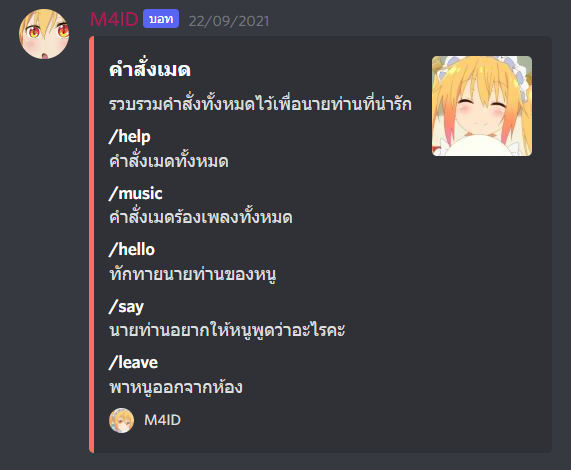 M4ID บอท 22/09/2021
คำสั่งเมด
รวบรวมคำสั่งทั้งหมดไว้เพื่อนายท่านที่น่ารัก
/help
คำสั่งเมดทั้งหมด
/music
คำสั่งเมดร้องเพลงทั้งหมด
/hello
ทักทายนายท่านของหนู
/say
นายท่านอยากให้หนูพูดว่าอะไรคะ
/leave
พาหนูออกจากห้อง
M4ID